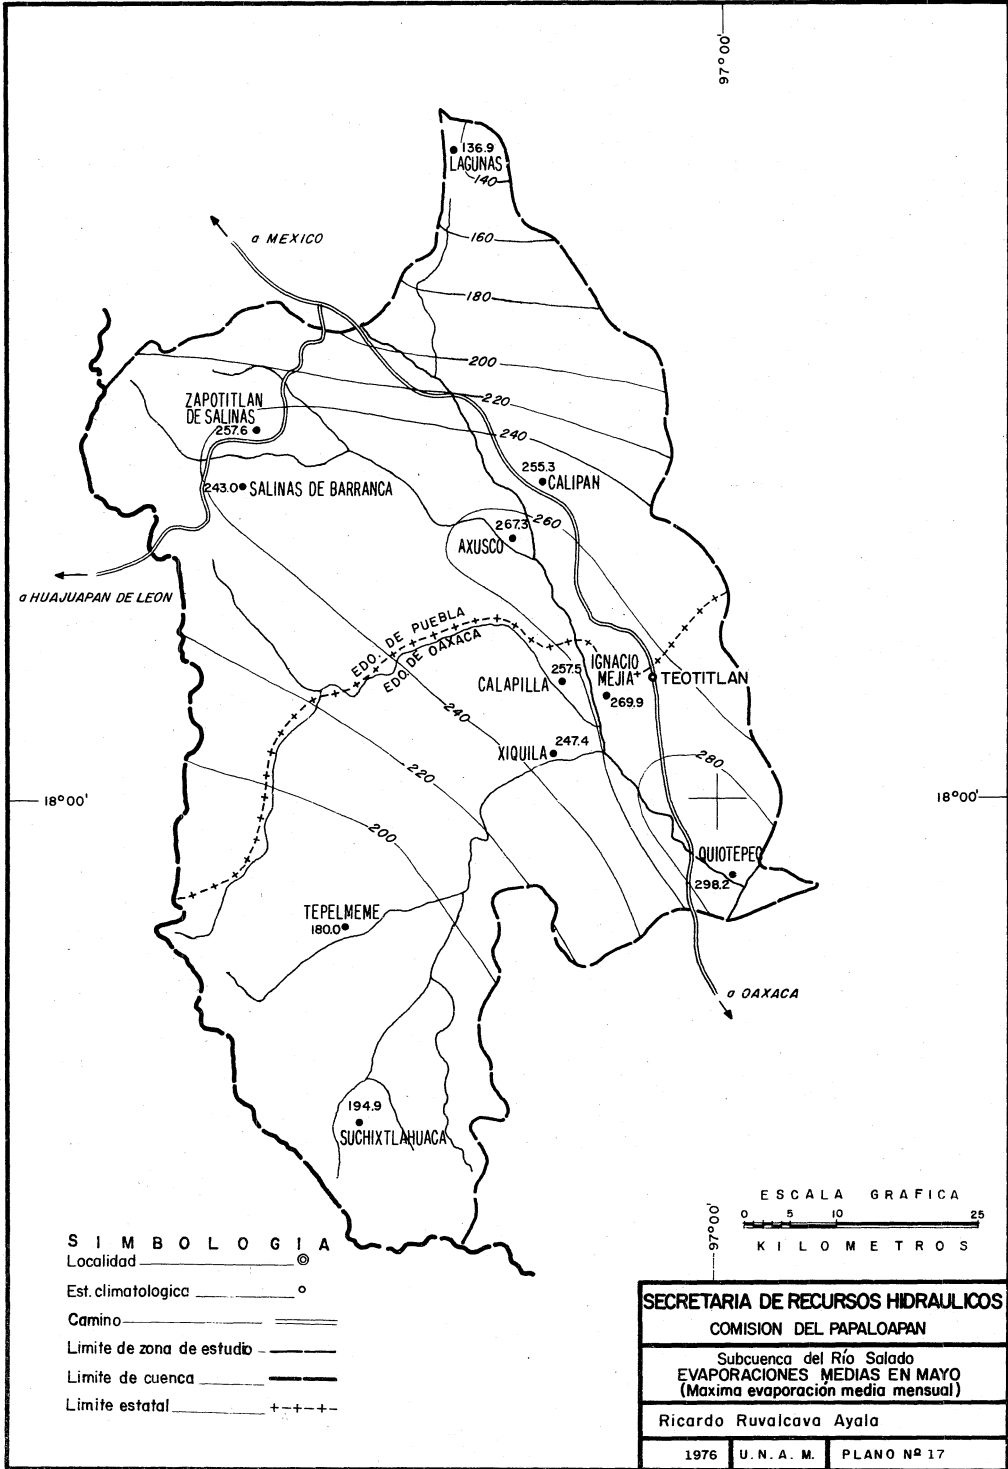 97°00'
136.9
LAGUNAS
140
a MEXICO
160
180
200
ZAPOTITLAN
DE SALINAS
220
257.6
240
255.3
CALIPAN
243.0 SALINAS DE BARRANCA
267.3
260
AXUSCO
a HUAJUAPAN DE LEON
EDO. DE PUEBLA
EDO. DE OAXACA
IGNACIO
MEJIA
257.5
CALAPILLA
TEOTITLAN
269.9
240
XIQUILA
247.4
280
220
18°00'
18°00'
200
QUIOTEPEC
298.2
TEPELMEME
180.0
a OAXACA
194.9
SUCHIXTLAHUACA
ESCALA GRAFICA
0 5 10 25
KILOMETROS
97°00'
SIMBOLOGIA
Localidad
Est. climatologica
Camino
Limite de zona de estudio
Limite de cuenca
Limite estatal
SECRETARIA DE RECURSOS HIDRAULICOS
COMISION DEL PAPALOAPAN
Subcuenca del Río Salado
EVAPORACIONES MEDIAS EN MAYO
(Maxima evaporación media mensual)
Ricardo Ruvalcava Ayala
1976 U.N.A.M. PLANO Nº 17